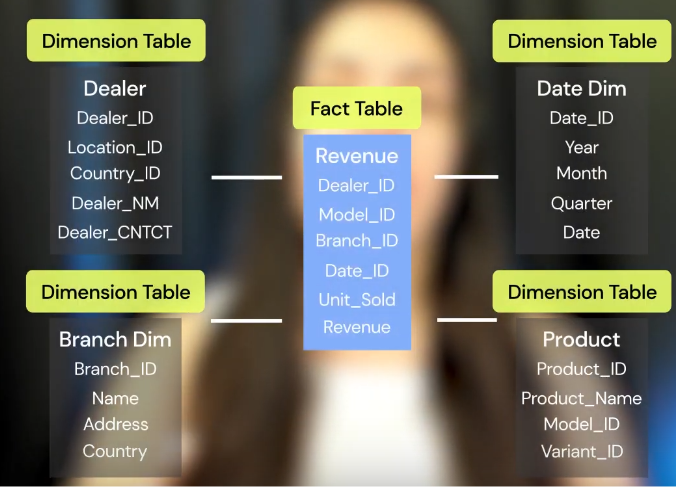 Dimension Table
Dealer
Dealer_ID
Location_ID
Country_ID
Dealer_NM
Dealer_CNTCT
Fact Table
Revenue
Dealer_ID
Model_ID
Branch_ID
Date_ID
Unit_Sold
Revenue
Dimension Table
Date Dim
Date_ID
Year
Month
Quarter
Date
Dimension Table
Branch Dim
Branch_ID
Name
Address
Country
Dimension Table
Product
Product_ID
Product_Name
Model_ID
Variant_ID